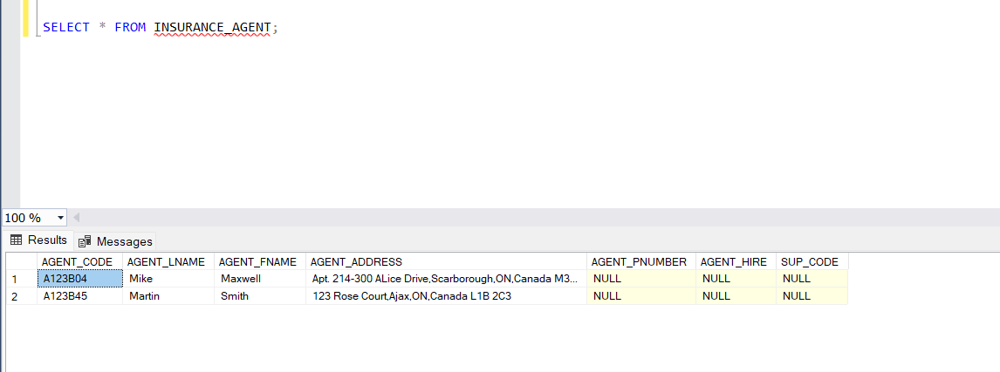 SELECT * FROM INSURANCE_AGENT;
100 %
Results Messages
AGENT_CODE AGENT_LNAME AGENT_FNAME AGENT_ADDRESS AGENT_PNUMBER AGENT_HIRE SUP_CODE
1 A123B04 Mike Maxwell Apt. 214-300 ALice Drive,Scarborough,ON,Canada M3... NULL NULL NULL
2 A123B45 Martin Smith 123 Rose Court,Ajax,ON,Canada L1B 2C3 NULL NULL NULL